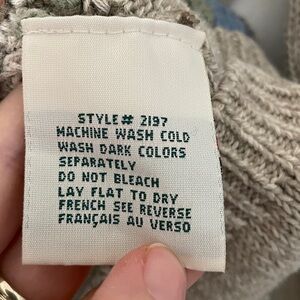 STYLE# 2197
MACHINE WASH COLD
WASH DARK COLORS
SEPARATELY
DO NOT BLEACH
LAY FLAT TO DRY
FRENCH SEE REVERSE
FRANÇAIS AU VERSO